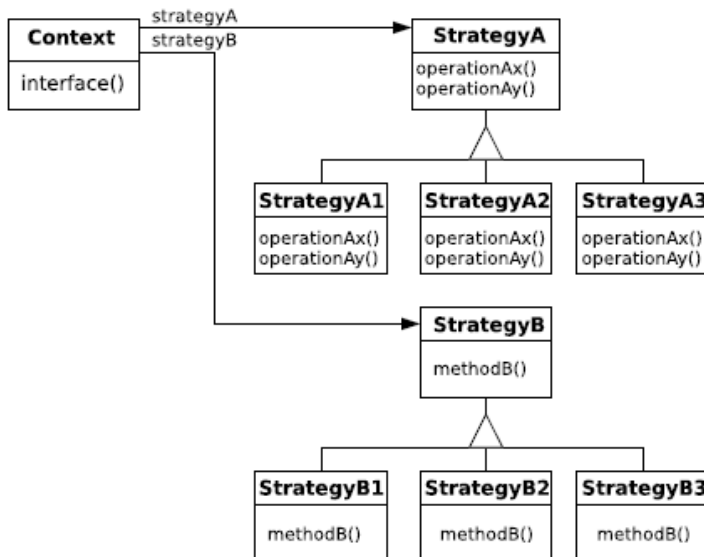 strategyA
strategyB
Context
interface()
StrategyA
operationAx()
operationAy()
StrategyA1
operationAx()
operationAy()
StrategyA2
operationAx()
operationAy()
StrategyA3
operationAx()
operationAy()
StrategyB
methodB()
StrategyB1
methodB()
StrategyB2
methodB()
StrategyB3
methodB()